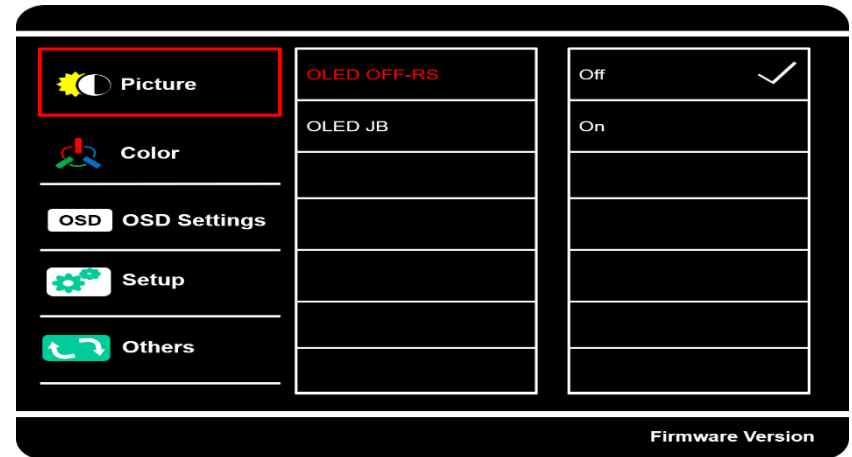 Picture
Color
OSD OSD Settings
Setup
Others
OLED OFF-RS
OLED JB
Off
On
Firmware Version